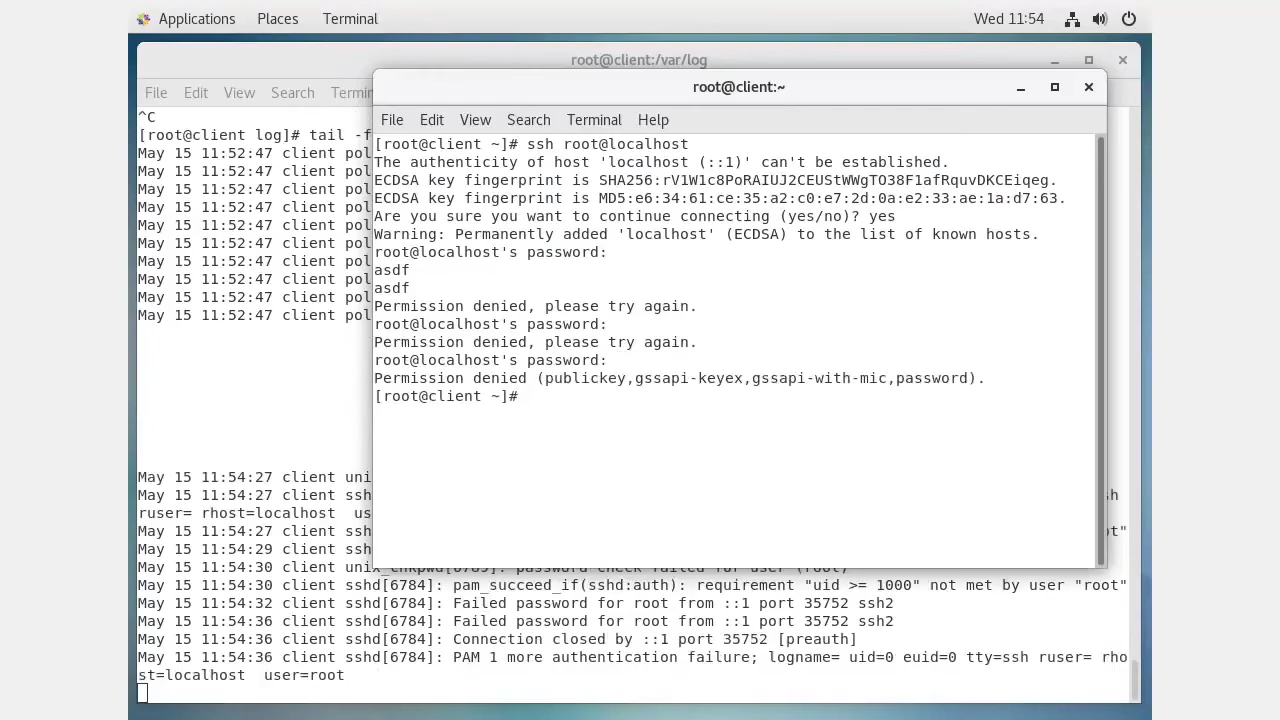 Applications Places Terminal Wed 11:54
root@client:/var/log
File Edit View Search
^C
[root@client log]# tail -f
May 15 11:52:47 client
May 15 11:52:47 client
May 15 11:52:47 client
May 15 11:52:47 client
May 15 11:52:47 client
May 15 11:52:47 client
May 15 11:52:47 client
May 15 11:52:47 client
May 15 11:52:47 client
May 15 11:52:47 client
root@client:~
File Edit View Search Terminal Help
[root@client ~]# ssh root@localhost
The authenticity of host 'localhost (::1)' can't be established.
ECDSA key fingerprint is SHA256:rV1W1c8PoRAIUJ2CEUStWWgTO38F1afRquvDKCEiqeg.
ECDSA key fingerprint is MD5:e6:34:61:ce:35:a2:c0:e7:2d:0a:e2:33:ae:1a:d7:63.
Are you sure you want to continue connecting (yes/no)? yes
Warning: Permanently added 'localhost' (ECDSA) to the list of known hosts.
root@localhost's password:
asdf
asdf
Permission denied, please try again.
root@localhost's password:
Permission denied, please try again.
root@localhost's password:
Permission denied (publickey,gssapi-keyex,gssapi-with-mic,password).
[root@client ~]#
May 15 11:54:27 client
May 15 11:54:27 client
ruser= rhost=localhost
May 15 11:54:27 client
May 15 11:54:29 client
May 15 11:54:30 client
May 15 11:54:30 client sshd[6784]: pam_succeed_if(sshd:auth): requirement "uid >= 1000" not met by user "root"
May 15 11:54:32 client sshd[6784]: Failed password for root from ::1 port 35752 ssh2
May 15 11:54:36 client sshd[6784]: Failed password for root from ::1 port 35752 ssh2
May 15 11:54:36 client sshd[6784]: Connection closed by ::1 port 35752 [preauth]
May 15 11:54:36 client sshd[6784]: PAM 1 more authentication failure; logname= uid=0 euid=0 tty=ssh ruser= rho
st=localhost user=root